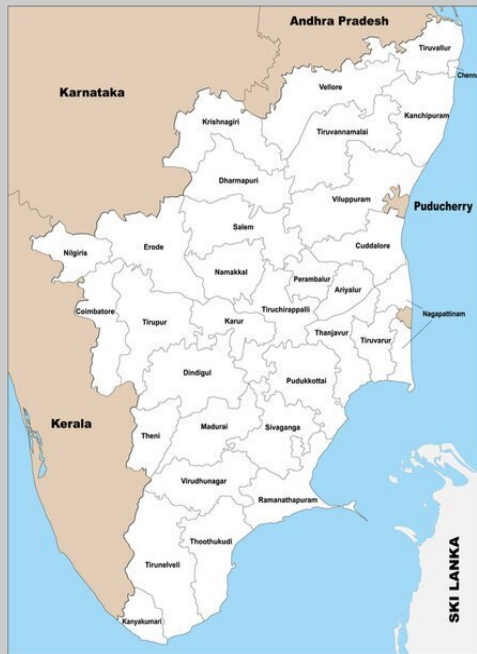 Andhra Pradesh
Tiruvallur
Chenna
Karnataka
Vellore
Kanchipuram
Krishnagiri
Tiruvannamalai
Dharmapuri
Viluppuram
Puducherry
Salem
Cuddalore
Nilgiris
Erode
Namakkal
Perambalur
Ariyalur
Coimbatore
Tirupur
Karur
Tiruchirappalli
Nagapattinam
Thanjavur
Tiruvarur
Dindigul
Pudukkottai
Kerala
Theni
Madurai
Sivaganga
Virudhunagar
Ramanathapuram
Thoothukudi
Tirunelveli
SKI LANKA
Kanyakumari